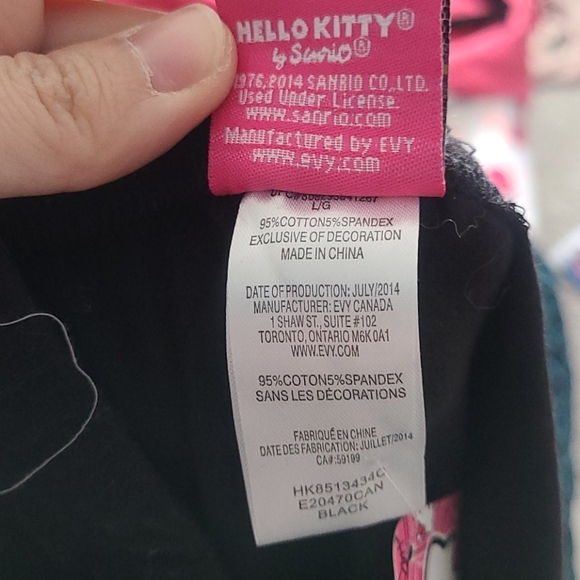 HELLO KITTY®
by Sanrio®
1976,2014 SANRIO CO.,LTD.
Used Under License.
www.sanrio.com
Manufactured by EVY
www.evy.com
L/G
95%COTTON5%SPANDEX
EXCLUSIVE OF DECORATION
MADE IN CHINA
DATE OF PRODUCTION: JULY/2014
MANUFACTURER: EVY CANADA
1 SHAW ST., SUITE #102
TORONTO, ONTARIO M6K 0A1
WWW.EVY.COM
95%COTON5%SPANDEX
SANS LES DÉCORATIONS
FABRIQUÉ EN CHINE
DATE DES FABRICATION: JUILLET/2014
CA#:59199
HK8513434C
E20470CAN
BLACK